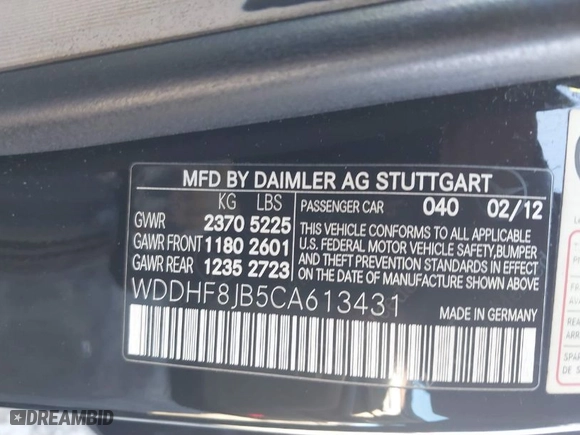 MFD BY DAIMLER AG STUTTGART
KG LBS
GVWR 2370 5225
GAWR FRONT 1180 2601
GAWR REAR 1235 2723
PASSENGER CAR 040 02/12
THIS VEHICLE CONFORMS TO ALL APPLICABLE
U.S. FEDERAL MOTOR VEHICLE SAFETY, BUMPER
AND THEFT PREVENTION STANDARDS IN EFFECT
ON THE DATE OF MANUFACTURE SHOWN ABOVE
WDDHF8JB5CA613431
MADE IN GERMANY
DREAMBID